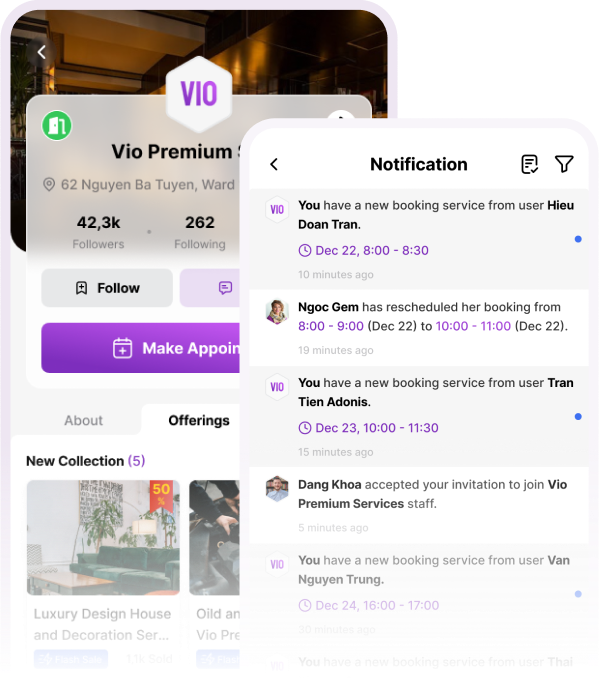 VIO
Vio Premium
62 Nguyen Ba Tuyen, Ward
42,3k
262
Followers
Following
Follow
Make Appoin
About
Offerings
New Collection (5)
50
%
Luxury Design House
and Decoration Ser...
Oild an
Vio Pre
Flash Sale
1.1k Sold
Notification
VIO
You have a new booking service from user Hieu
Doan Tran.
Dec 22, 8:00 - 8:30
10 minutes ago
Ngoc Gem has rescheduled her booking from
8:00 - 9:00 (Dec 22) to 10:00 - 11:00 (Dec 22).
19 minutes ago
VIO
You have a new booking service from user Tran
Tien Adonis.
Dec 23, 10:00 - 11:30
15 minutes ago
Dang Khoa accepted your invitation to join Vio
Premium Services staff.
5 minutes ago
VIO
You have a new booking service from user Van
Nguyen Trung.
Dec 24, 16:00 - 17:00
30 minutes ago
VIO
You have a new booking service from user Thai